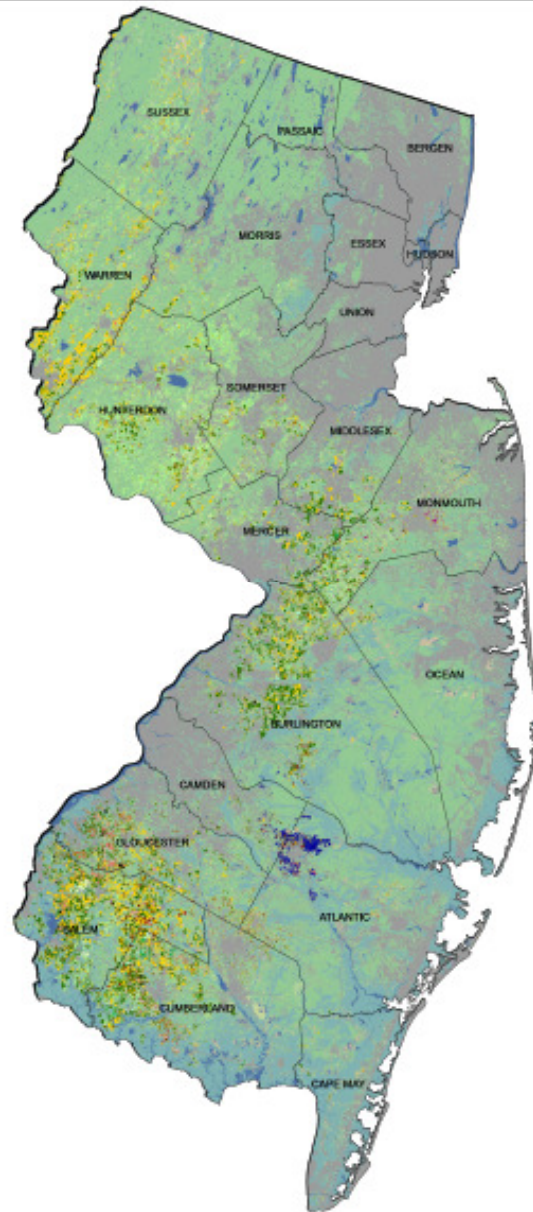 SUSSEX
PASSAIC
BERGEN
MORRIS
ESSEX
HUDSON
WARREN
UNION
SOMERSET
HUNTERDON
MIDDLESEX
MONMOUTH
MERCER
OCEAN
BURLINGTON
CAMDEN
GLOUCESTER
ATLANTIC
SALEM
CUMBERLAND
CAPE MAY